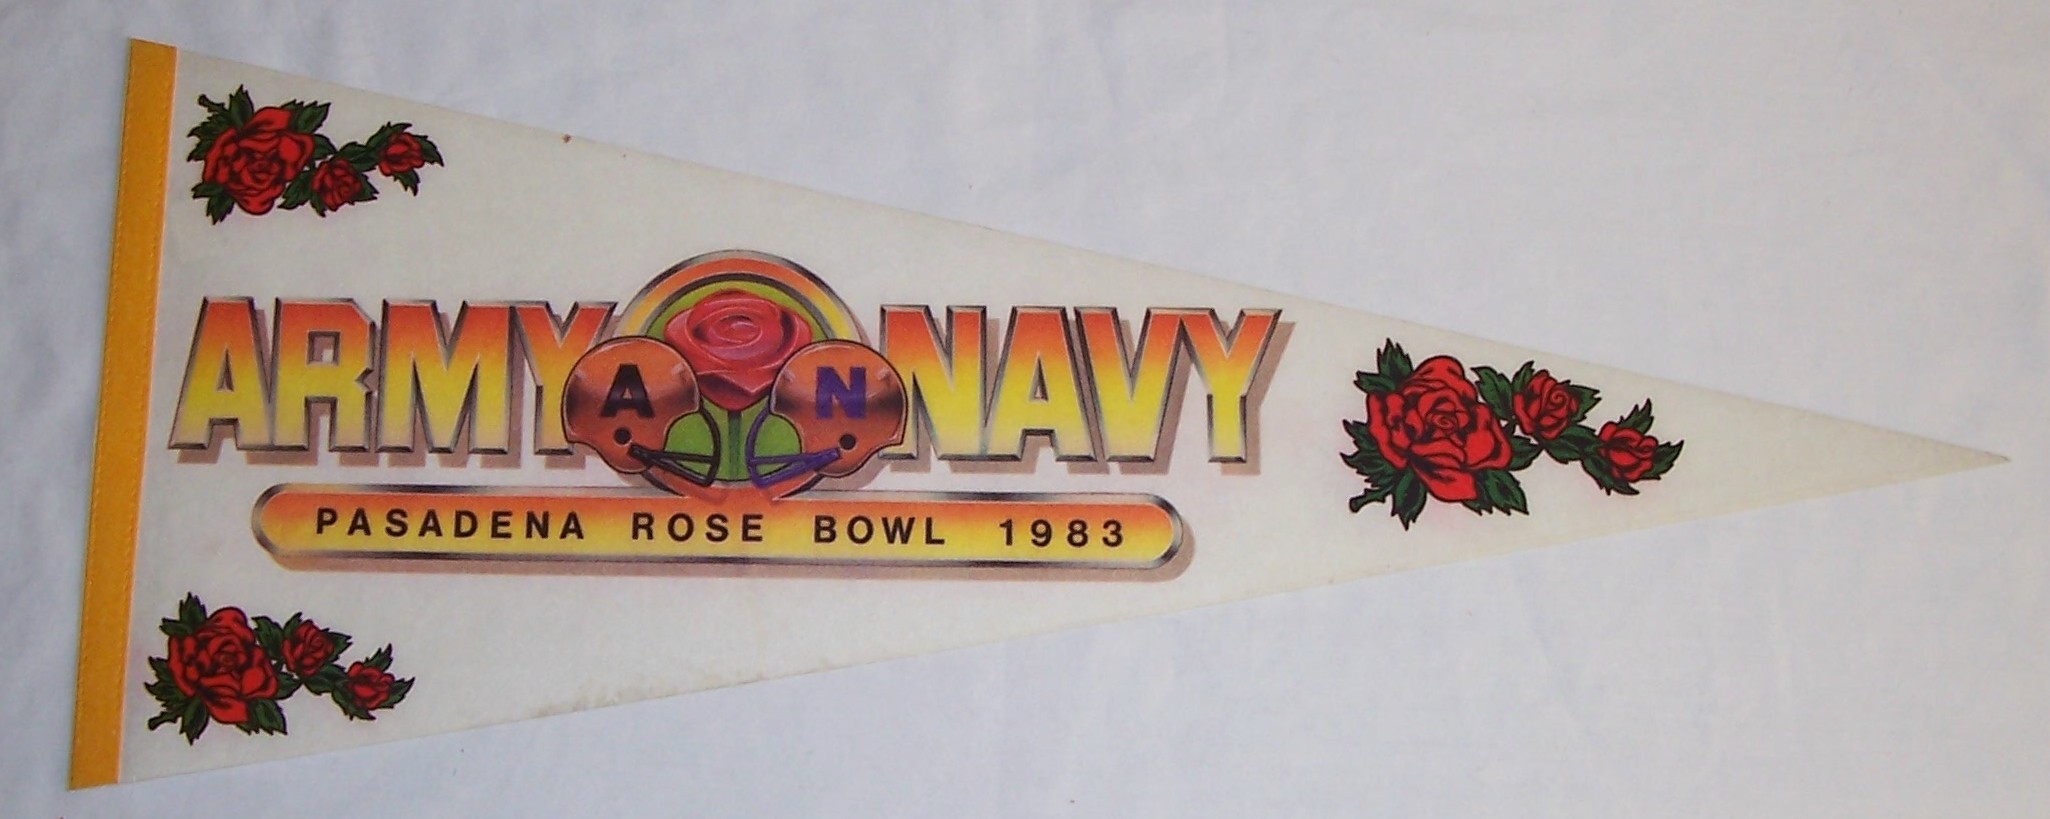 ARMY NAVY
A N
PASADENA ROSE BOWL 1983